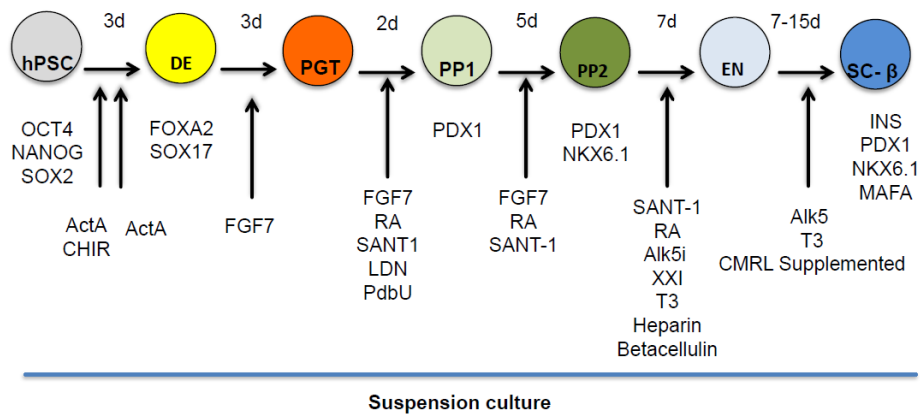 3d
3d
2d
5d
7d
7-15d
hPSC
DE
PGT
PP1
PP2
EN
SC- β
OCT4
NANOG
SOX2
FOXA2
SOX17
PDX1
PDX1
NKX6.1
INS
PDX1
NKX6.1
MAFA
ActA
CHIR
ActA
FGF7
FGF7
RA
SANT1
LDN
PdbU
FGF7
RA
SANT-1
SANT-1
RA
Alk5i
XXI
T3
Heparin
Betacellulin
Alk5
T3
CMRL Supplemented
Suspension culture